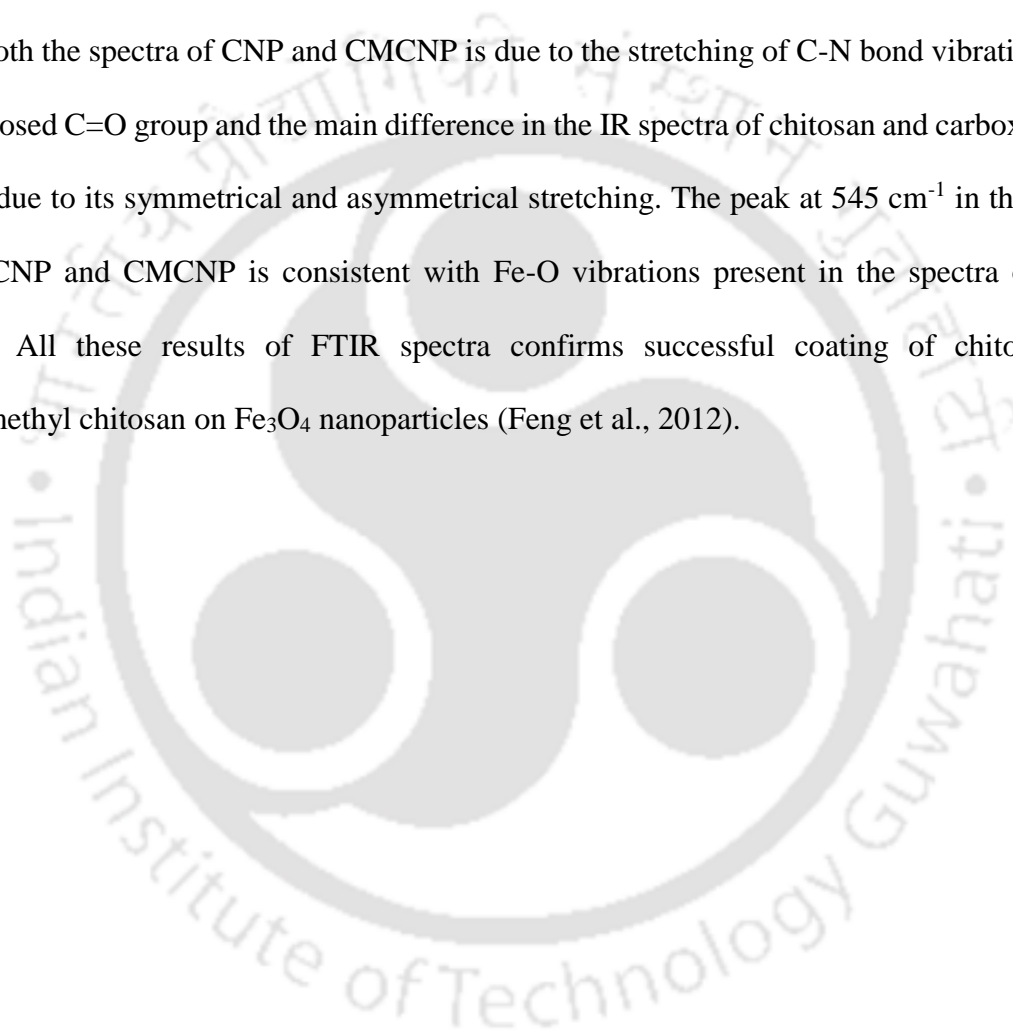 oth the spectra of CNP and CMCNP is due to the stretching of C-N bond vibrati
osed C=O group and the main difference in the IR spectra of chitosan and carbox
due to its symmetrical and asymmetrical stretching. The peak at 545 cm-1 in th
CNP and CMCNP is consistent with Fe-O vibrations present in the spectra
All these results of FTIR spectra confirms successful coating of chito
methyl chitosan on Fe3O4 nanoparticles (Feng et al., 2012).
Indian Institute of Technology Guwahati